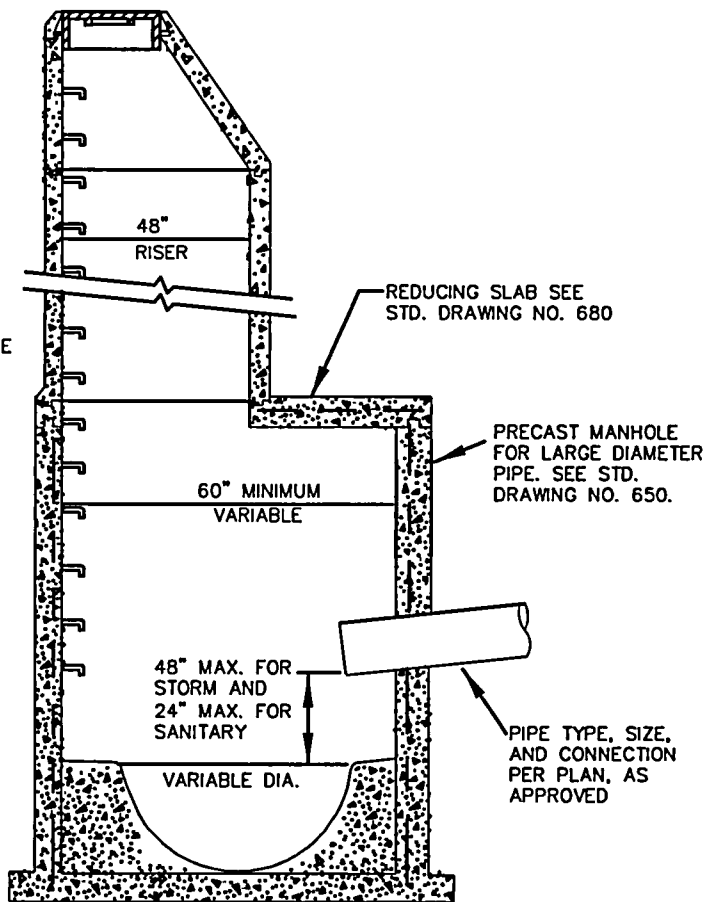 48"
RISER
REDUCING SLAB SEE
STD. DRAWING NO. 680
E
PRECAST MANHOLE
FOR LARGE DIAMETER
PIPE. SEE STD.
DRAWING NO. 650.
60" MINIMUM
VARIABLE
48" MAX. FOR
STORM AND
24" MAX. FOR
SANITARY
PIPE TYPE, SIZE,
AND CONNECTION
PER PLAN, AS
APPROVED
VARIABLE DIA.